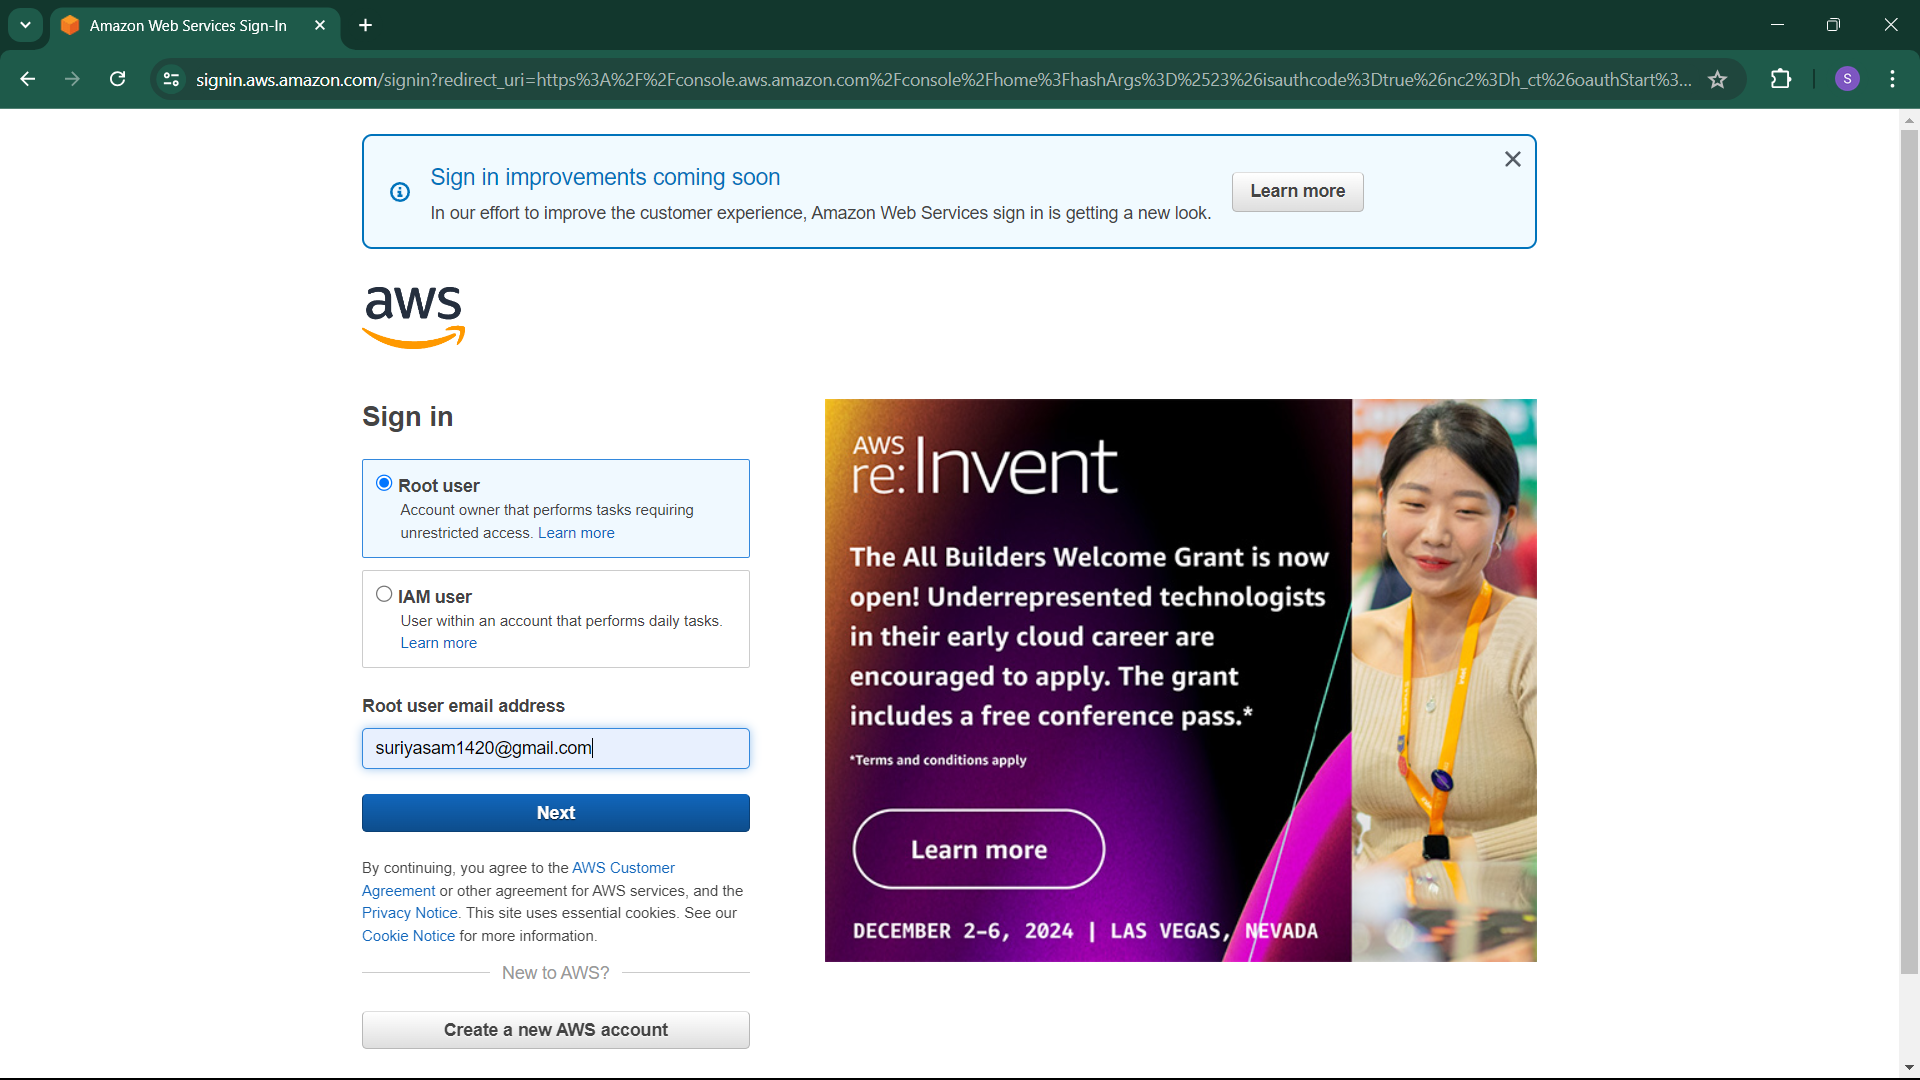 Amazon Web Services Sign-In
signin.aws.amazon.com/signin?redirect_uri=https%3A%2F%2Fconsole.aws.amazon.com%2Fconsole%2Fhome%3FhashArgs%3D%2523%26isauthcode%3Dtrue%26nc2%3Dh_ct%26oauthStart%3...
S
Sign in improvements coming soon
In our effort to improve the customer experience, Amazon Web Services sign in is getting a new look.
Learn more
aws
Sign in
Root user
Account owner that performs tasks requiring
unrestricted access. Learn more
IAM user
User within an account that performs daily tasks.
Learn more
Root user email address
suriyasam1420@gmail.com
Next
By continuing, you agree to the AWS Customer
Agreement or other agreement for AWS services, and the
Privacy Notice. This site uses essential cookies. See our
Cookie Notice for more information.
New to AWS?
Create a new AWS account
AWS
re:Invent
The All Builders Welcome Grant is now
open! Underrepresented technologists
in their early cloud career are
encouraged to apply. The grant
includes a free conference pass.*
*Terms and conditions apply
Learn more
DECEMBER 2-6, 2024 | LAS VEGAS, NEVADA